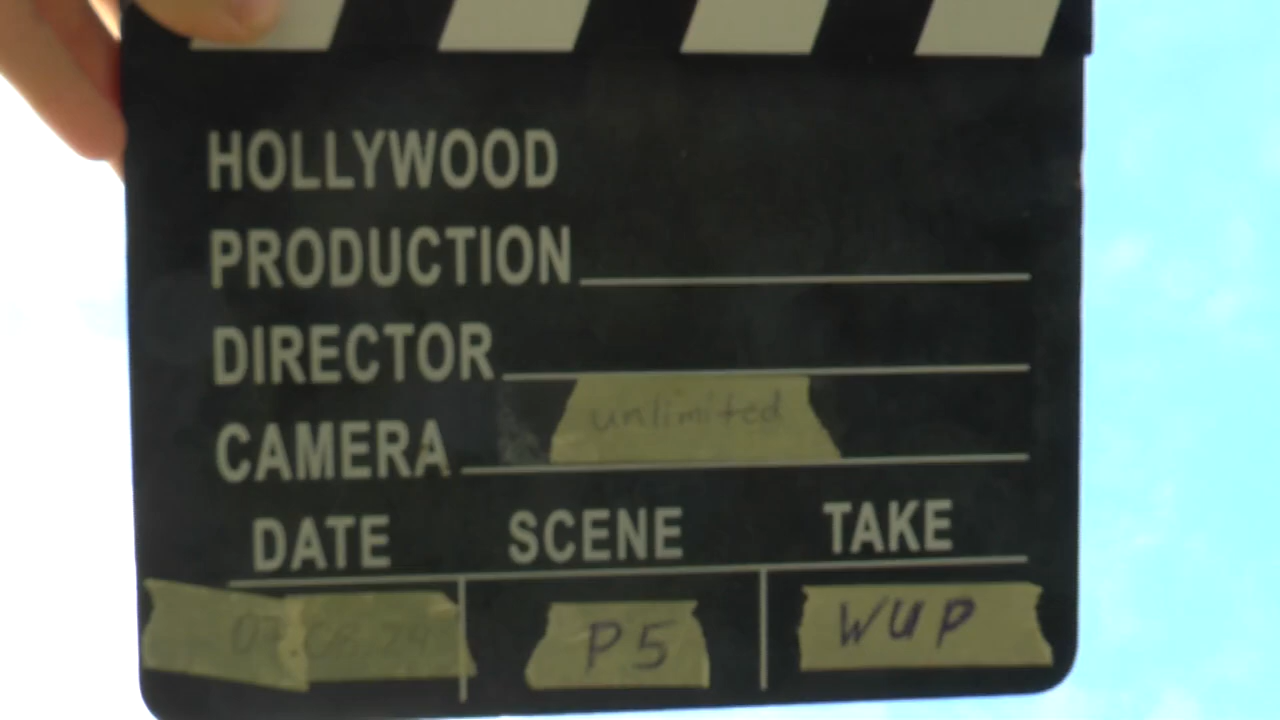 HOLLYWOOD
PRODUCTION
DIRECTOR
unlimited
CAMERA
DATE SCENE TAKE
P5 WUP